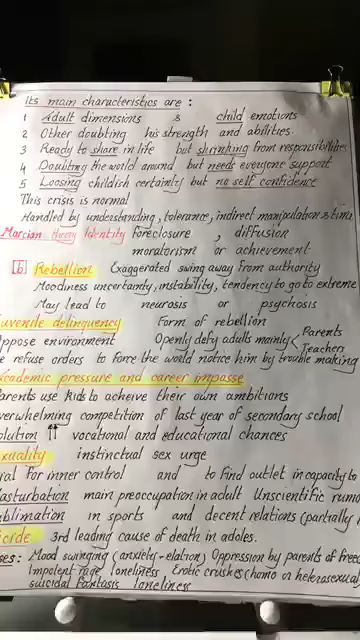 Its main characteristics are :
1 Adult dimensions & child emotions
2 Other doubting his strength and abilities.
3 Ready to share in life but shrinking from responsibilities
4 Doubting the world around but needs everyone support
5 Loosing childish certainty but no self confidence
This crisis is normal
Handled by understanding, tolerance, indirect manipulation & time
Marcian theory Identity foreclosure , diffusion
moratorism or achievement
[b] Rebellion Exaggerated swing away from authority
Moodness uncertainty, instability, tendency to go to extreme
May lead to neurosis or psychosis
uvenile delinquency Form of rebellion
ppose environment Openly defy adults mainly Parents
Teachers
e refuse orders to force the world notice him by trouble making
cademic pressure and career impasse
arents use kids to acheive their own ambitions
verwhelming competition of last year of secondary school
olution ↑↑ vocational and educational chances
xuality instinctual sex urge
val for inner control and to find outlet in capacity to
asturbation main preoccupation in adult Unscientific rumo
ublimation in sports and decent relations (partially
cide 3rd leading cause of death in adoles.
ses: Mood swinging (anxiety-elation) Oppression by parents of freed
Impotent rage loneliness Erotic crushes (homo or heterosexual
suicidal fantasis loneliness